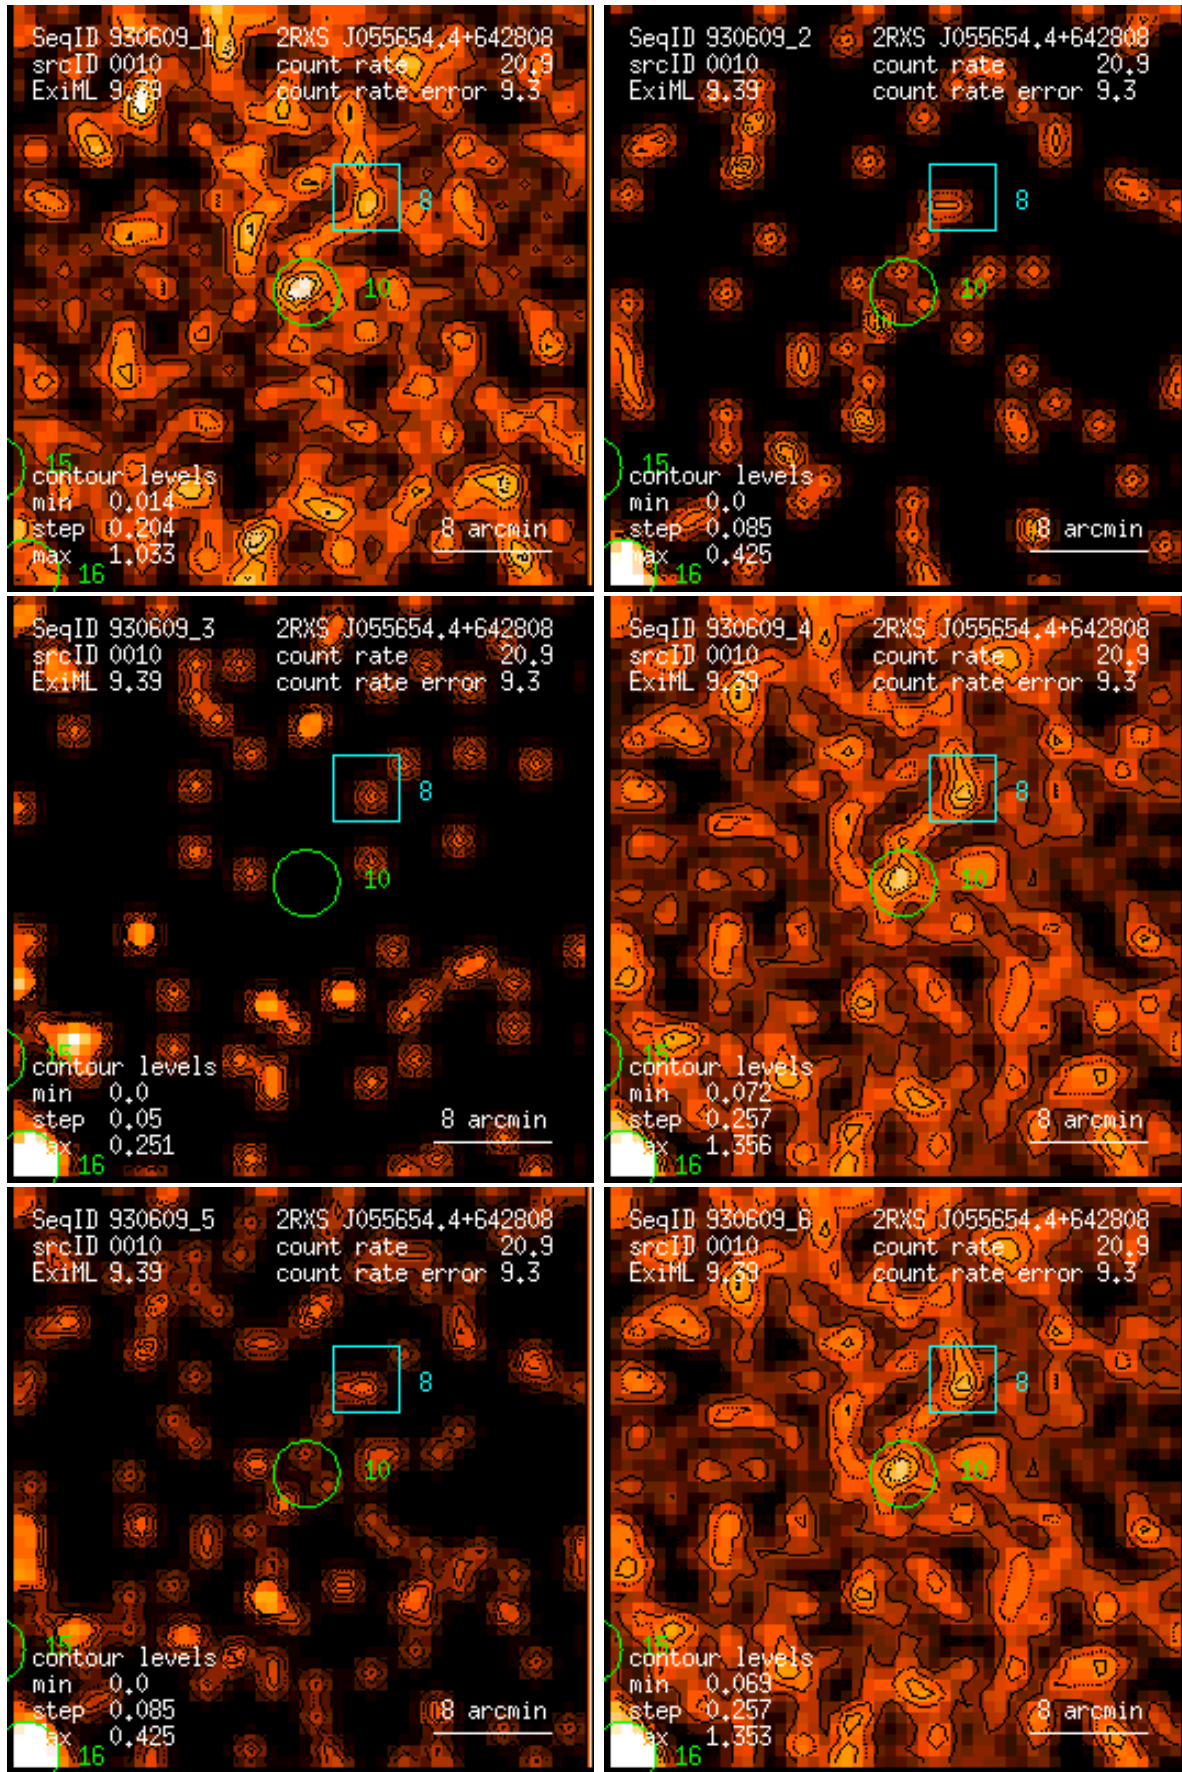 SeqID 930609_1 2RXS J055654.4+642808
srcID 0010 count rate 20.9
ExiML 9.39 count rate error 9.3
8
10
15
contour levels
min 0.014
step 0.204 8 arcmin
max 1.033
16
SeqID 930609_2 2RXS J055654.4+642808
srcID 0010 count rate 20.9
ExiML 9.39 count rate error 9.3
8
10
15
contour levels
min 0.0
step 0.085 8 arcmin
max 0.425
16
SeqID 930609_3 2RXS J055654.4+642808
srcID 0010 count rate 20.9
ExiML 9.39 count rate error 9.3
8
10
15
contour levels
min 0.0
step 0.05 8 arcmin
max 0.251
16
SeqID 930609_4 2RXS J055654.4+642808
srcID 0010 count rate 20.9
ExiML 9.39 count rate error 9.3
8
10
15
contour levels
min 0.072
step 0.257 8 arcmin
max 1.356
16
SeqID 930609_5 2RXS J055654.4+642808
srcID 0010 count rate 20.9
ExiML 9.39 count rate error 9.3
8
10
15
contour levels
min 0.0
step 0.085 8 arcmin
max 0.425
16
SeqID 930609_6 2RXS J055654.4+642808
srcID 0010 count rate 20.9
ExiML 9.39 count rate error 9.3
8
10
15
contour levels
min 0.069
step 0.257 8 arcmin
max 1.353
16